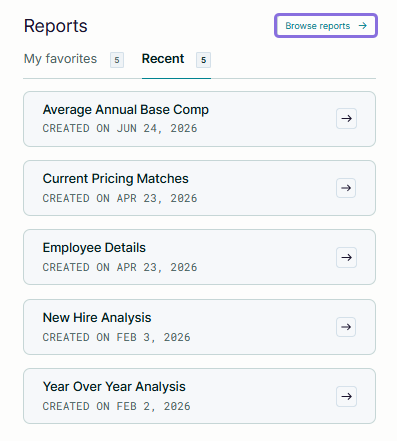 Reports
Browse reports →
My favorites 5 Recent 5
Average Annual Base Comp
CREATED ON JUN 24, 2026
Current Pricing Matches
CREATED ON APR 23, 2026
Employee Details
CREATED ON APR 23, 2026
New Hire Analysis
CREATED ON FEB 3, 2026
Year Over Year Analysis
CREATED ON FEB 2, 2026